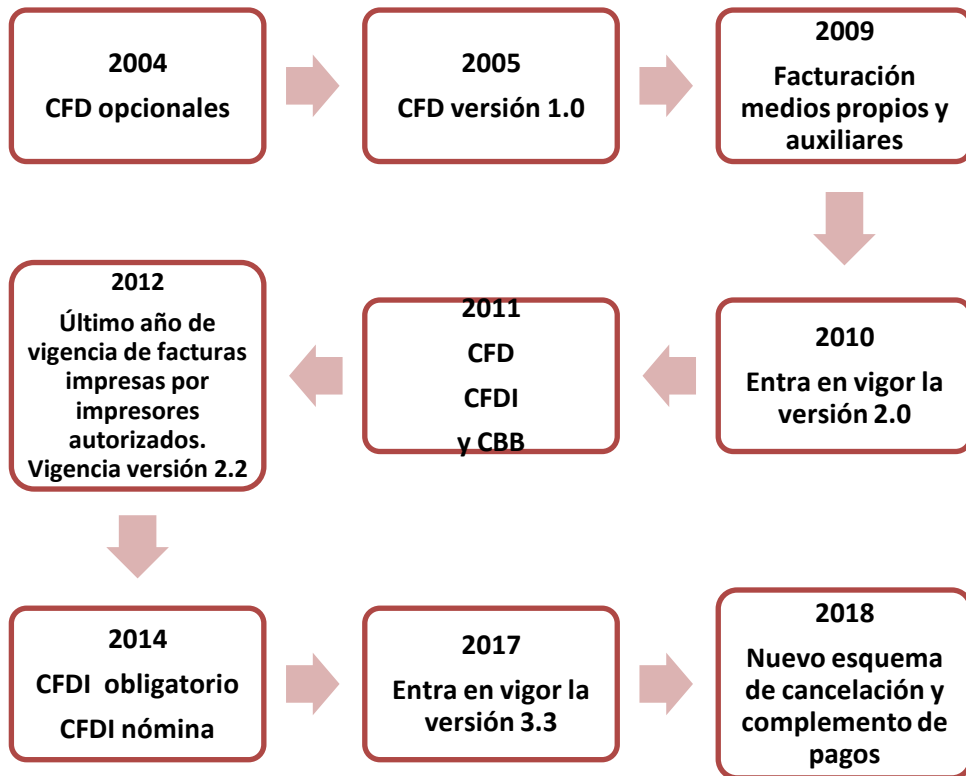 2004
CFD opcionales
2005
CFD versión 1.0
2009
Facturación
medios propios y
auxiliares
2010
Entra en vigor la
versión 2.0
2011
CFD
CFDI
y CBB
2012
Último año de
vigencia de facturas
impresas por
impresores
autorizados.
Vigencia versión 2.2
2014
CFDI obligatorio
CFDI nómina
2017
Entra en vigor la
versión 3.3
2018
Nuevo esquema
de cancelación y
complemento de
pagos